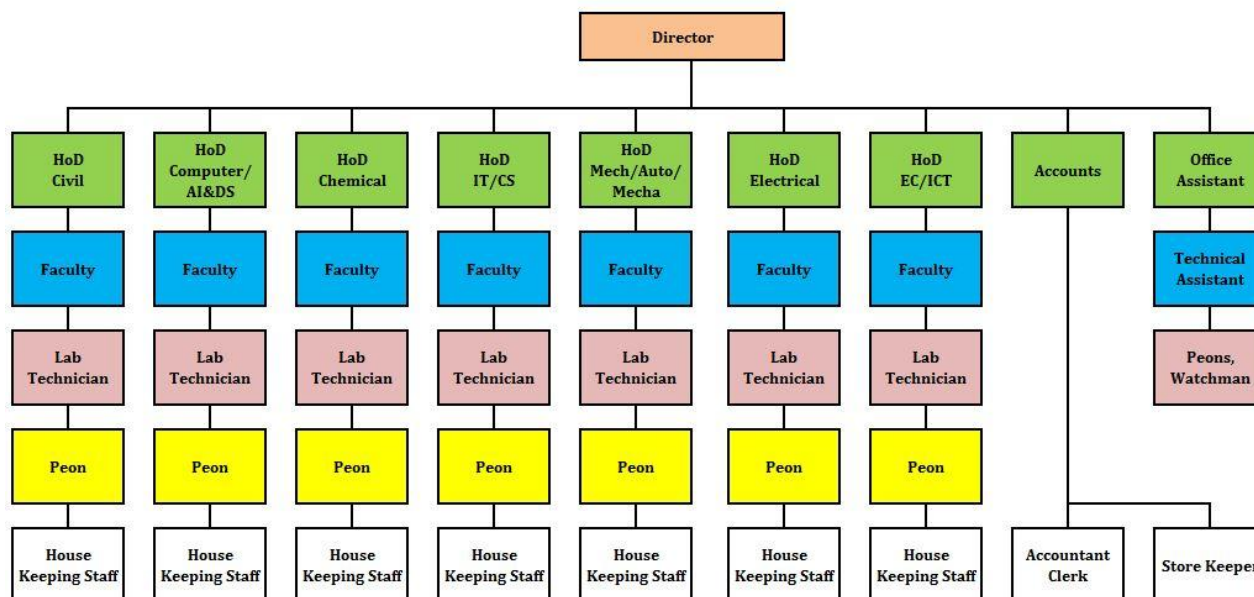 Director
HoD
Civil
HoD
Computer/
AI&DS
HoD
Chemical
HoD
IT/CS
HoD
Mech/Auto/
Mecha
HoD
Electrical
HoD
EC/ICT
Accounts
Office
Assistant
Faculty
Faculty
Faculty
Faculty
Faculty
Faculty
Faculty
Technical
Assistant
Lab
Technician
Lab
Technician
Lab
Technician
Lab
Technician
Lab
Technician
Lab
Technician
Lab
Technician
Peons,
Watchman
Peon
Peon
Peon
Peon
Peon
Peon
Peon
House
Keeping Staff
House
Keeping Staff
House
Keeping Staff
House
Keeping Staff
House
Keeping Staff
House
Keeping Staff
House
Keeping Staff
Accountant
Clerk
Store Keeper